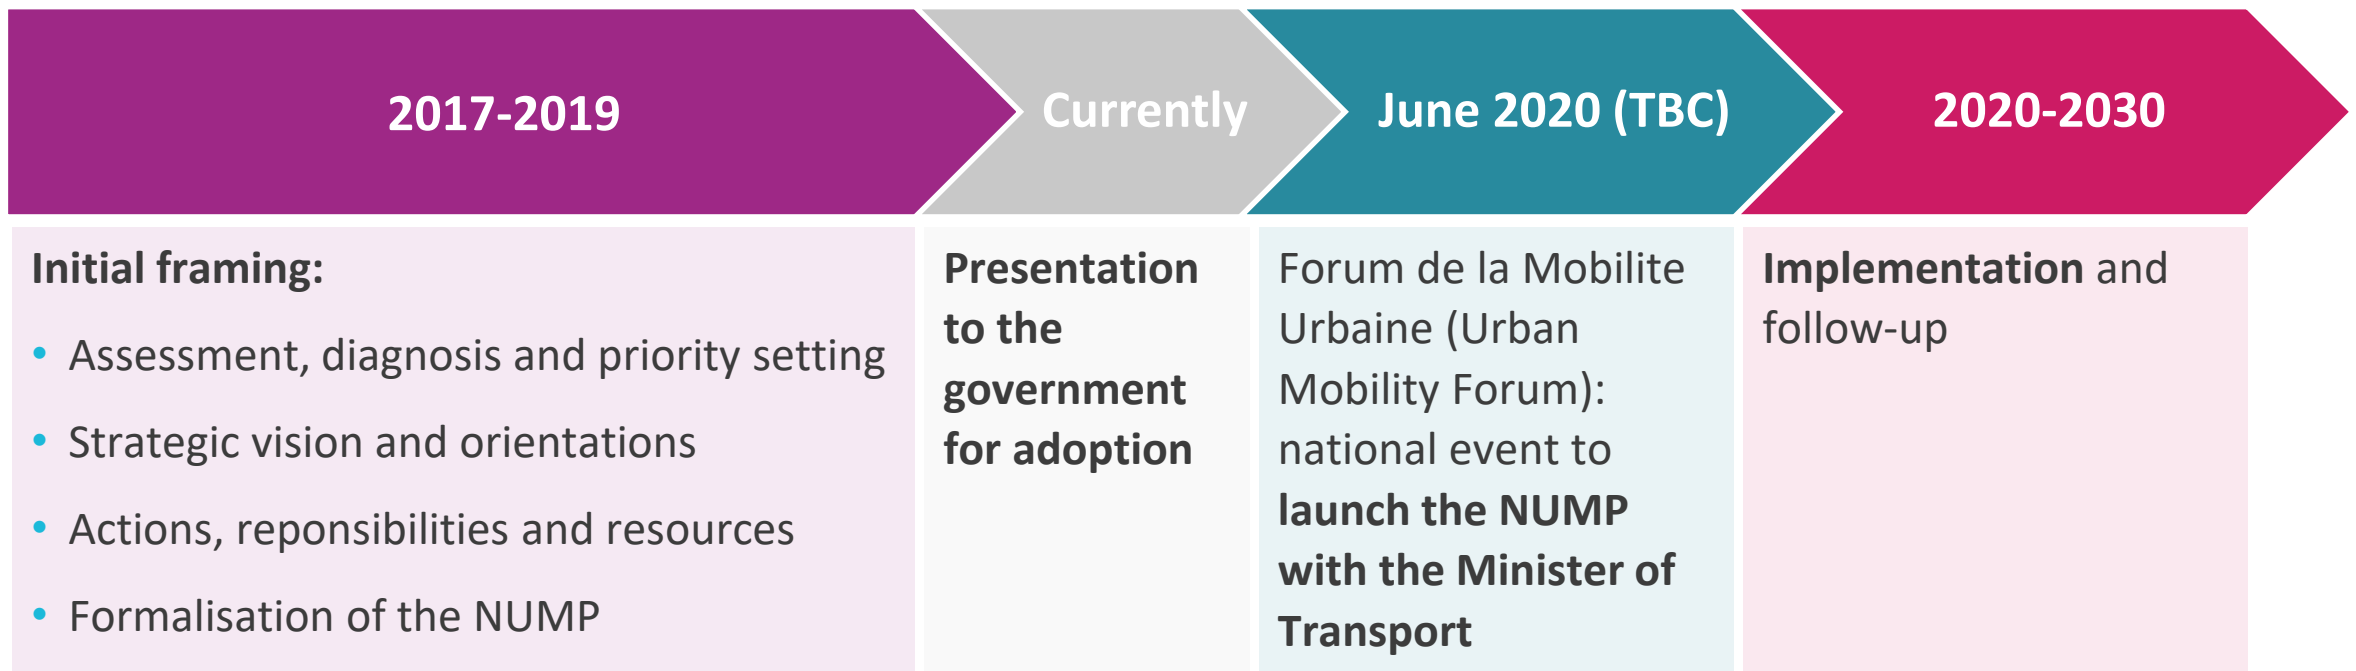 2017-2019
Currently
June 2020 (TBC)
2020-2030
Initial framing:
• Assessment, diagnosis and priority setting
• Strategic vision and orientations
• Actions, reponsibilities and resources
• Formalisation of the NUMP
Presentation
to the
government
for adoption
Forum de la Mobilite
Urbaine (Urban
Mobility Forum):
national event to
launch the NUMP
with the Minister of
Transport
Implementation and
follow-up